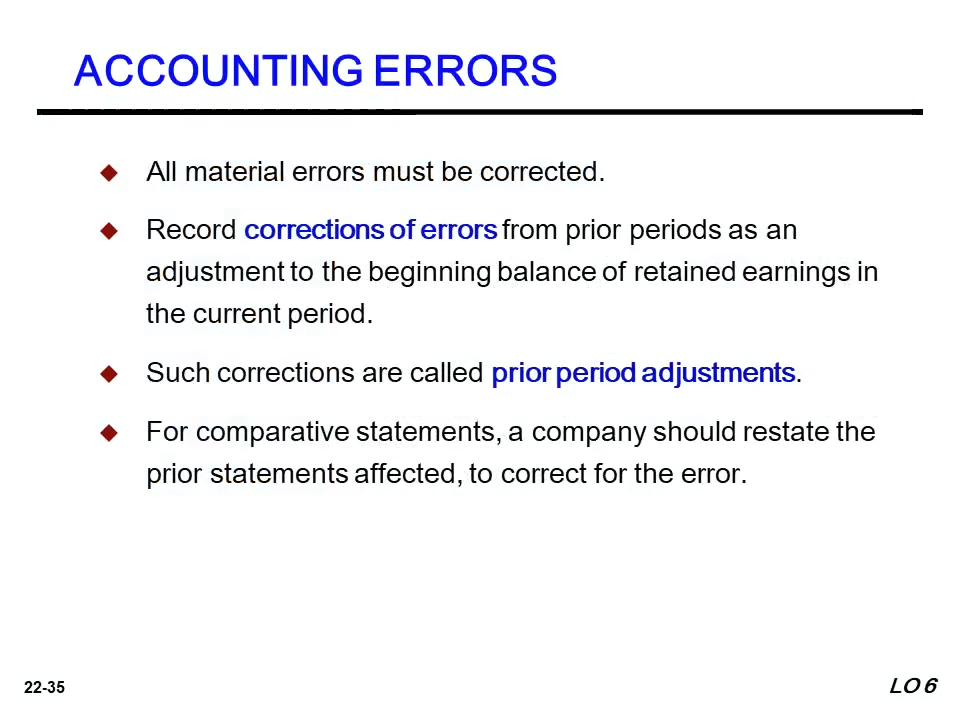 ACCOUNTING ERRORS
All material errors must be corrected.
Record corrections of errors from prior periods as an
adjustment to the beginning balance of retained earnings in
the current period.
Such corrections are called prior period adjustments.
For comparative statements, a company should restate the
prior statements affected, to correct for the error.
22-35
LO 6